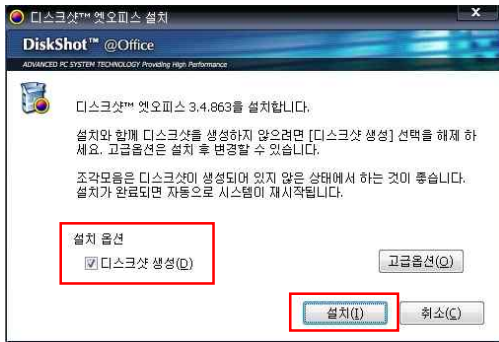 디스크샷™ 엣오피스 설치
DiskShot™ @Office
ADVANCED PC SYSTEM TECHNOLOGY Providing High Performance
디스크샷™ 엣오피스 3.4.863을 설치합니다.
설치와 함께 디스크샷을 생성하지 않으려면 [디스크샷 생성] 선택을 해제 하
세요. 고급옵션은 설치 후 변경할 수 있습니다.
조각모음은 디스크샷이 생성되어 있지 않은 상태에서 하는 것이 좋습니다.
설치가 완료되면 자동으로 시스템이 재시작됩니다.
설치 옵션
디스크샷 생성(D)
고급옵션(O)
설치(I)
취소(C)